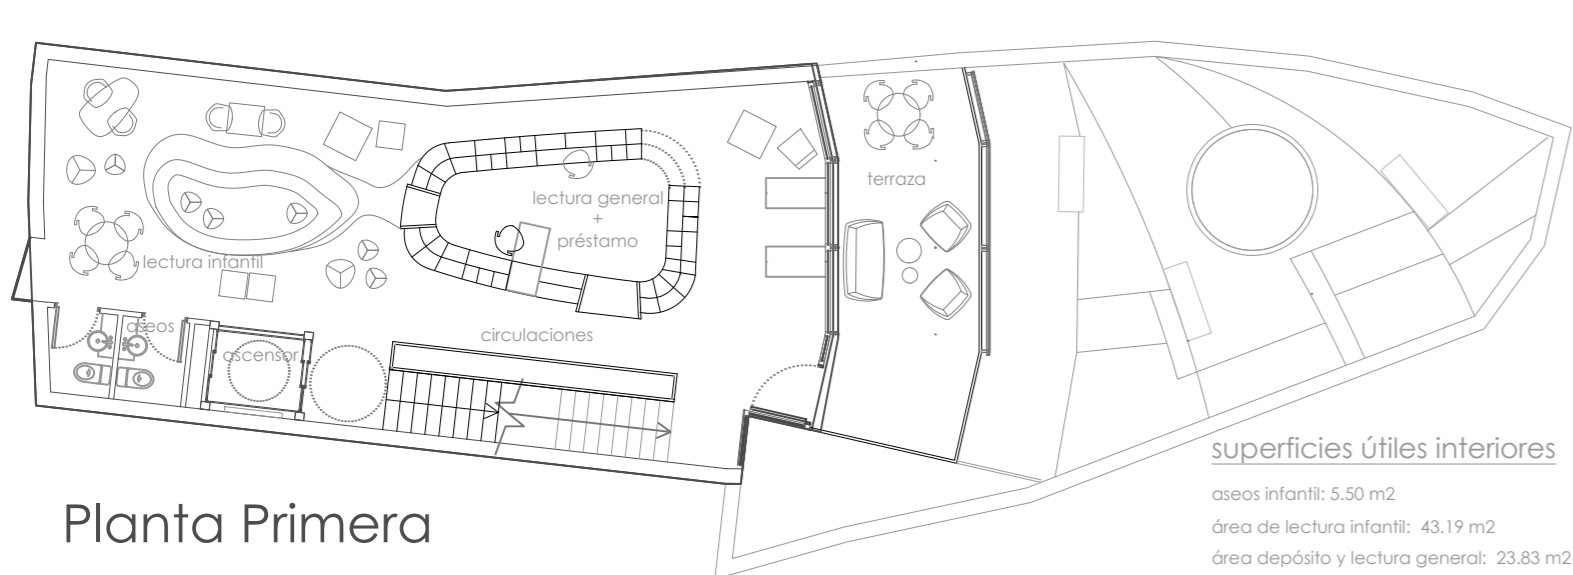 terraza
lectura general
+
préstamo
lectura infantil
aseos
circulaciones
ascensor
superficies útiles interiores
aseos infantil: 5.50 m2
Planta Primera
área de lectura infantil: 43.19 m2
área depósito y lectura general: 23.83 m2